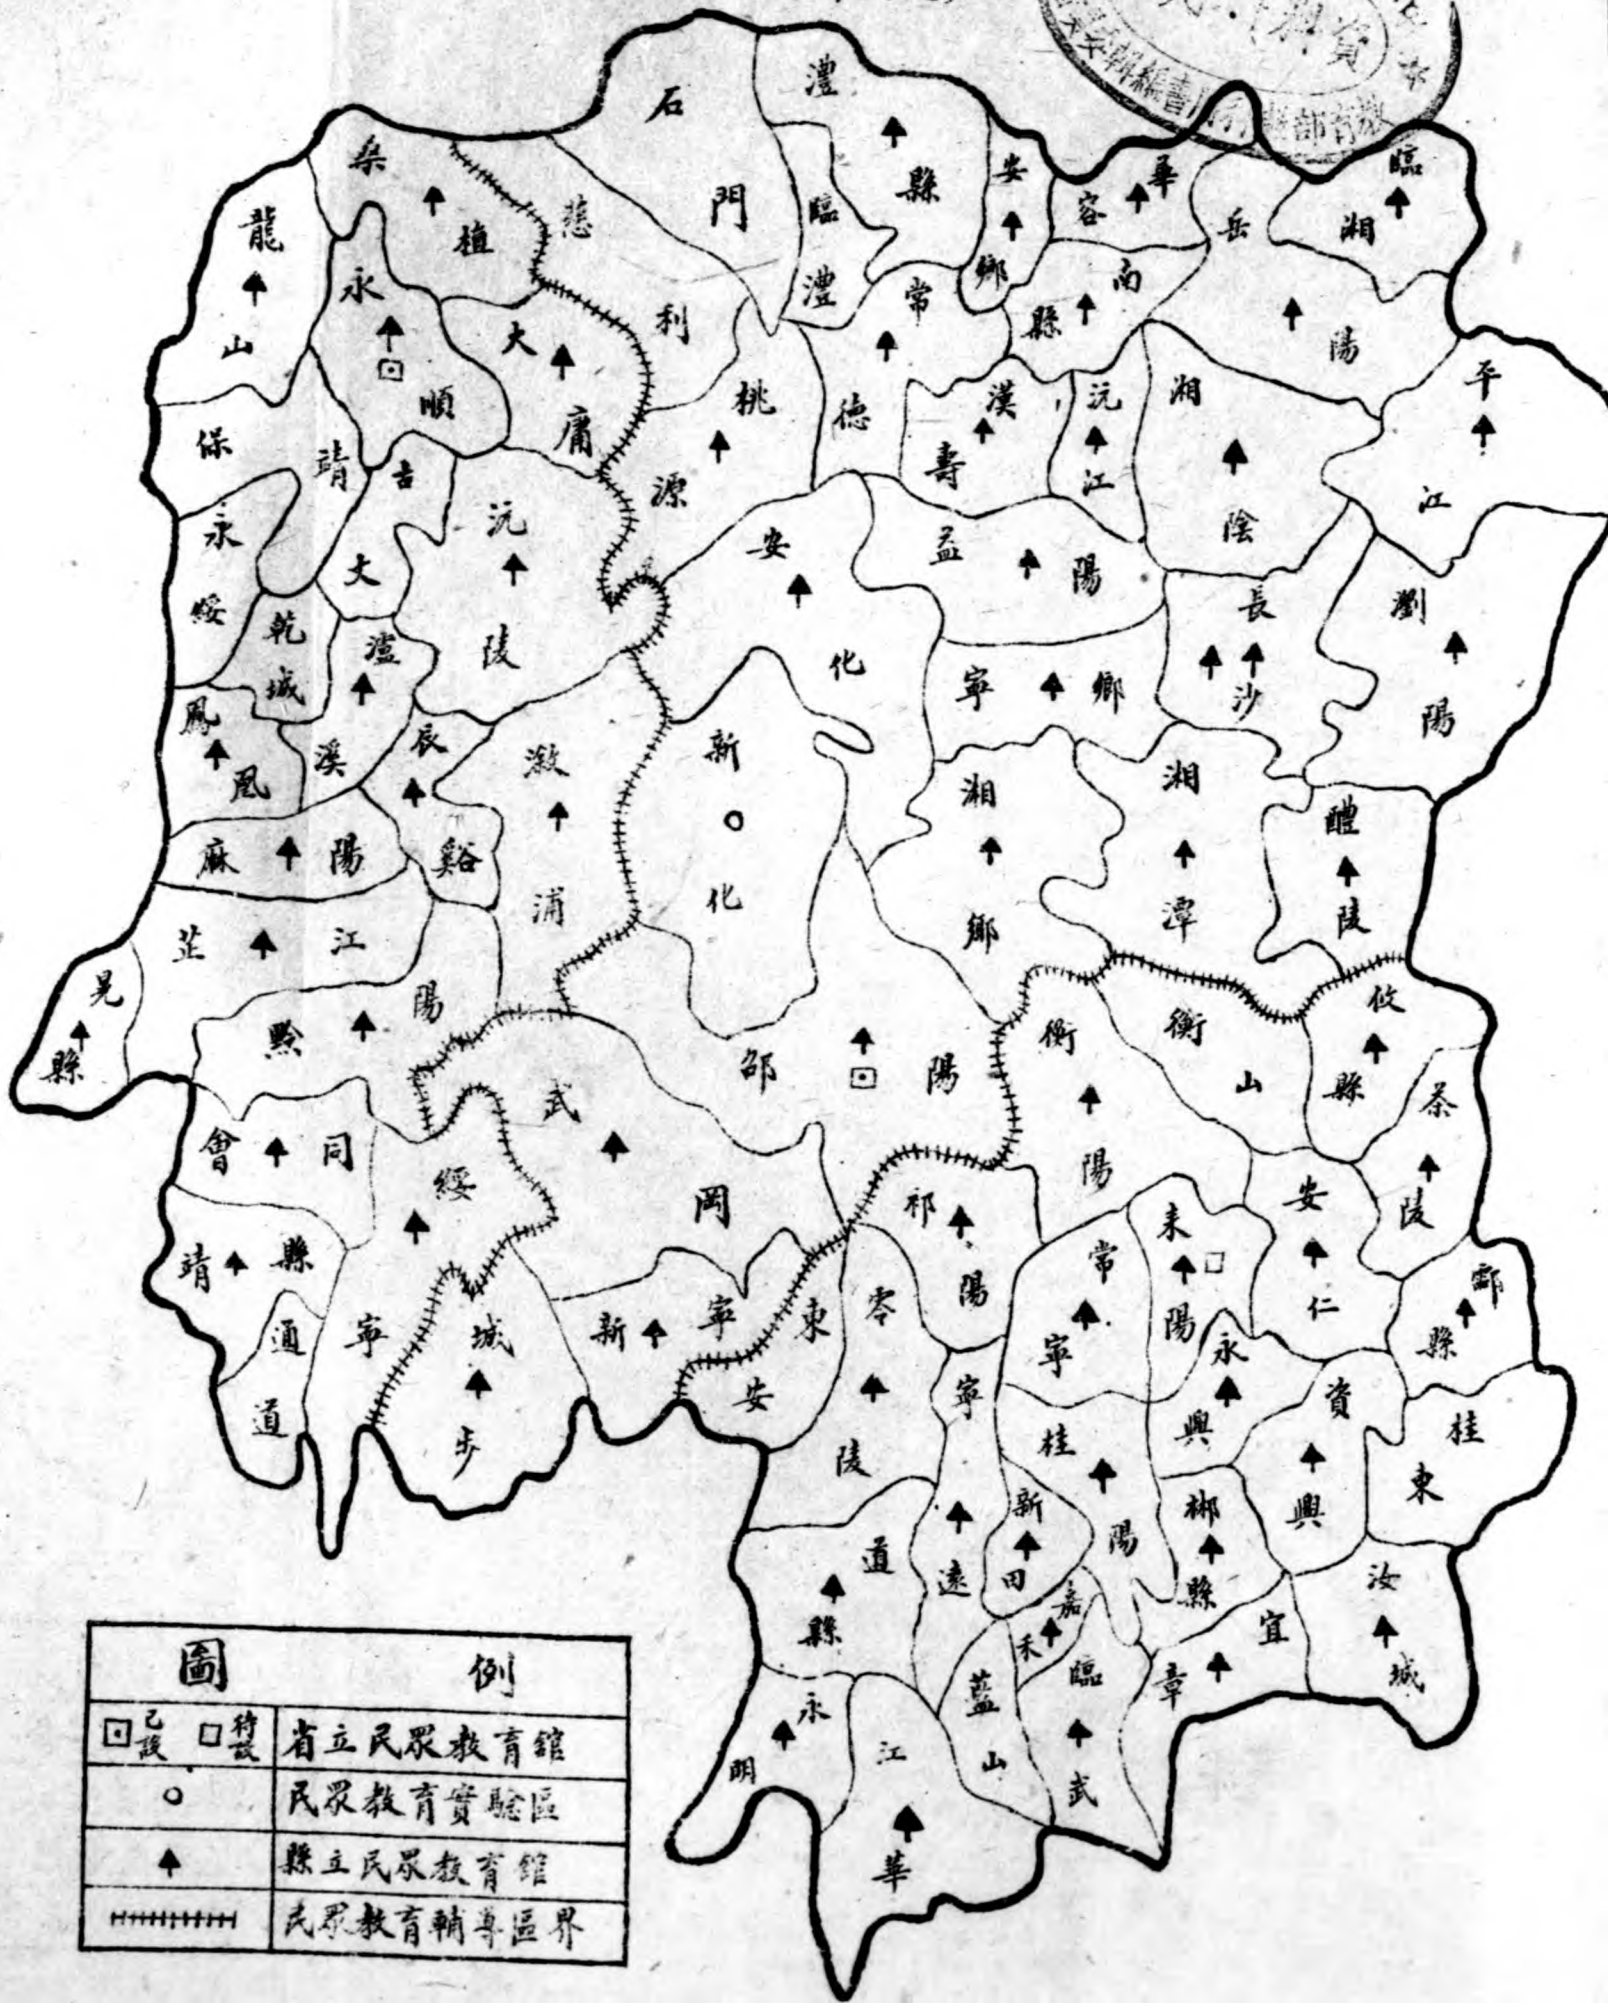 資料
石門
澧縣
臨澧
安鄉
華容
岳陽
臨湘
桑植
慈利
龍山
永順
大庸
常德
南縣
桃源
漢壽
沅江
湘陰
平江
保靖
古丈
沅陵
安化
益陽
長沙
瀏陽
永綏
乾城
瀘溪
寧鄉
鳳凰
辰谿
漵浦
新化
湘鄉
湘潭
醴陵
麻陽
芷江
晃縣
黔陽
邵陽
衡陽
衡山
攸縣
茶陵
武岡
會同
綏寧
靖縣
通道
城步
新寧
東安
零陵
祁陽
常寧
耒陽
安仁
酃縣
永興
資興
桂東
寧遠
新田
桂陽
郴縣
汝城
道縣
嘉禾
臨武
宜章
藍山
永明
江華
圖例
已設 待設 省立民眾教育館
民眾教育實驗區
縣立民眾教育館
民眾教育輔導區界